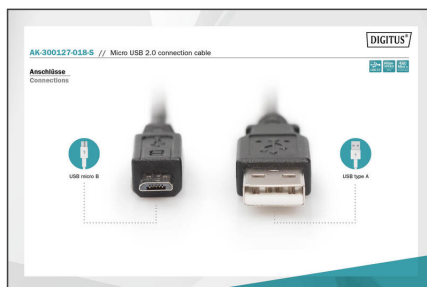 DIGITUS®
AK-300127-018-S // Micro USB 2.0 connection cable
Anschlüsse
Connections
USB micro B
USB type A